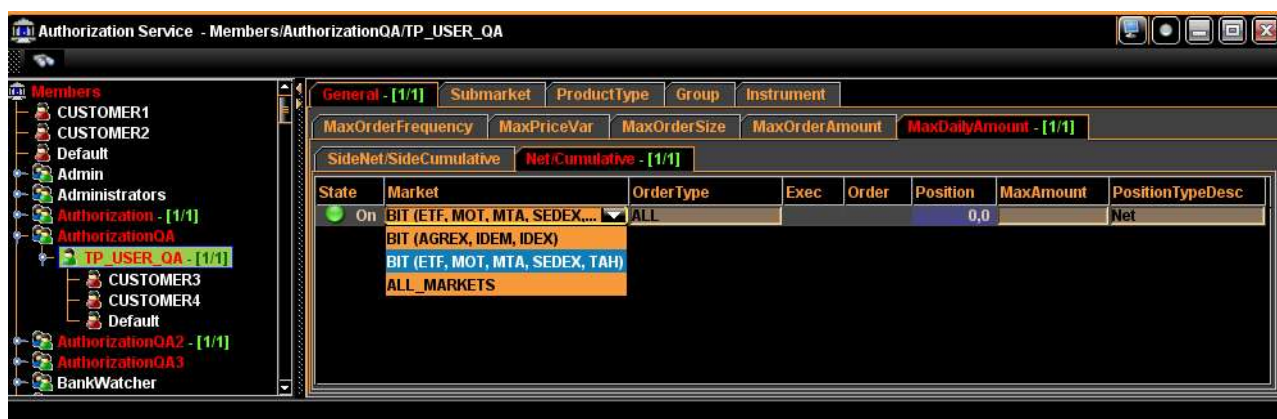 Authorization Service - Members/AuthorizationQA/TP_USER_QA
Members
CUSTOMER1
CUSTOMER2
Default
Admin
Administrators
Authorization - [1/1]
AuthorizationQA
TP_USER_QA - [1/1]
CUSTOMER3
CUSTOMER4
Default
AuthorizationQA2 - [1/1]
AuthorizationQA3
BankWatcher
General - [1/1] Submarket ProductType Group Instrument
MaxOrderFrequency MaxPriceVar MaxOrderSize MaxOrderAmount MaxDailyAmount - [1/1]
SideNet/SideCumulative Net/Cumulative - [1/1]
State Market OrderType Exec Order Position MaxAmount PositionTypeDesc
On BIT (ETF, MOT, MTA, SEDEX,... ALL 0,0 Net
BIT (AGREX, IDEM, IDEX)
BIT (ETF, MOT, MTA, SEDEX, TAH)
ALL_MARKETS